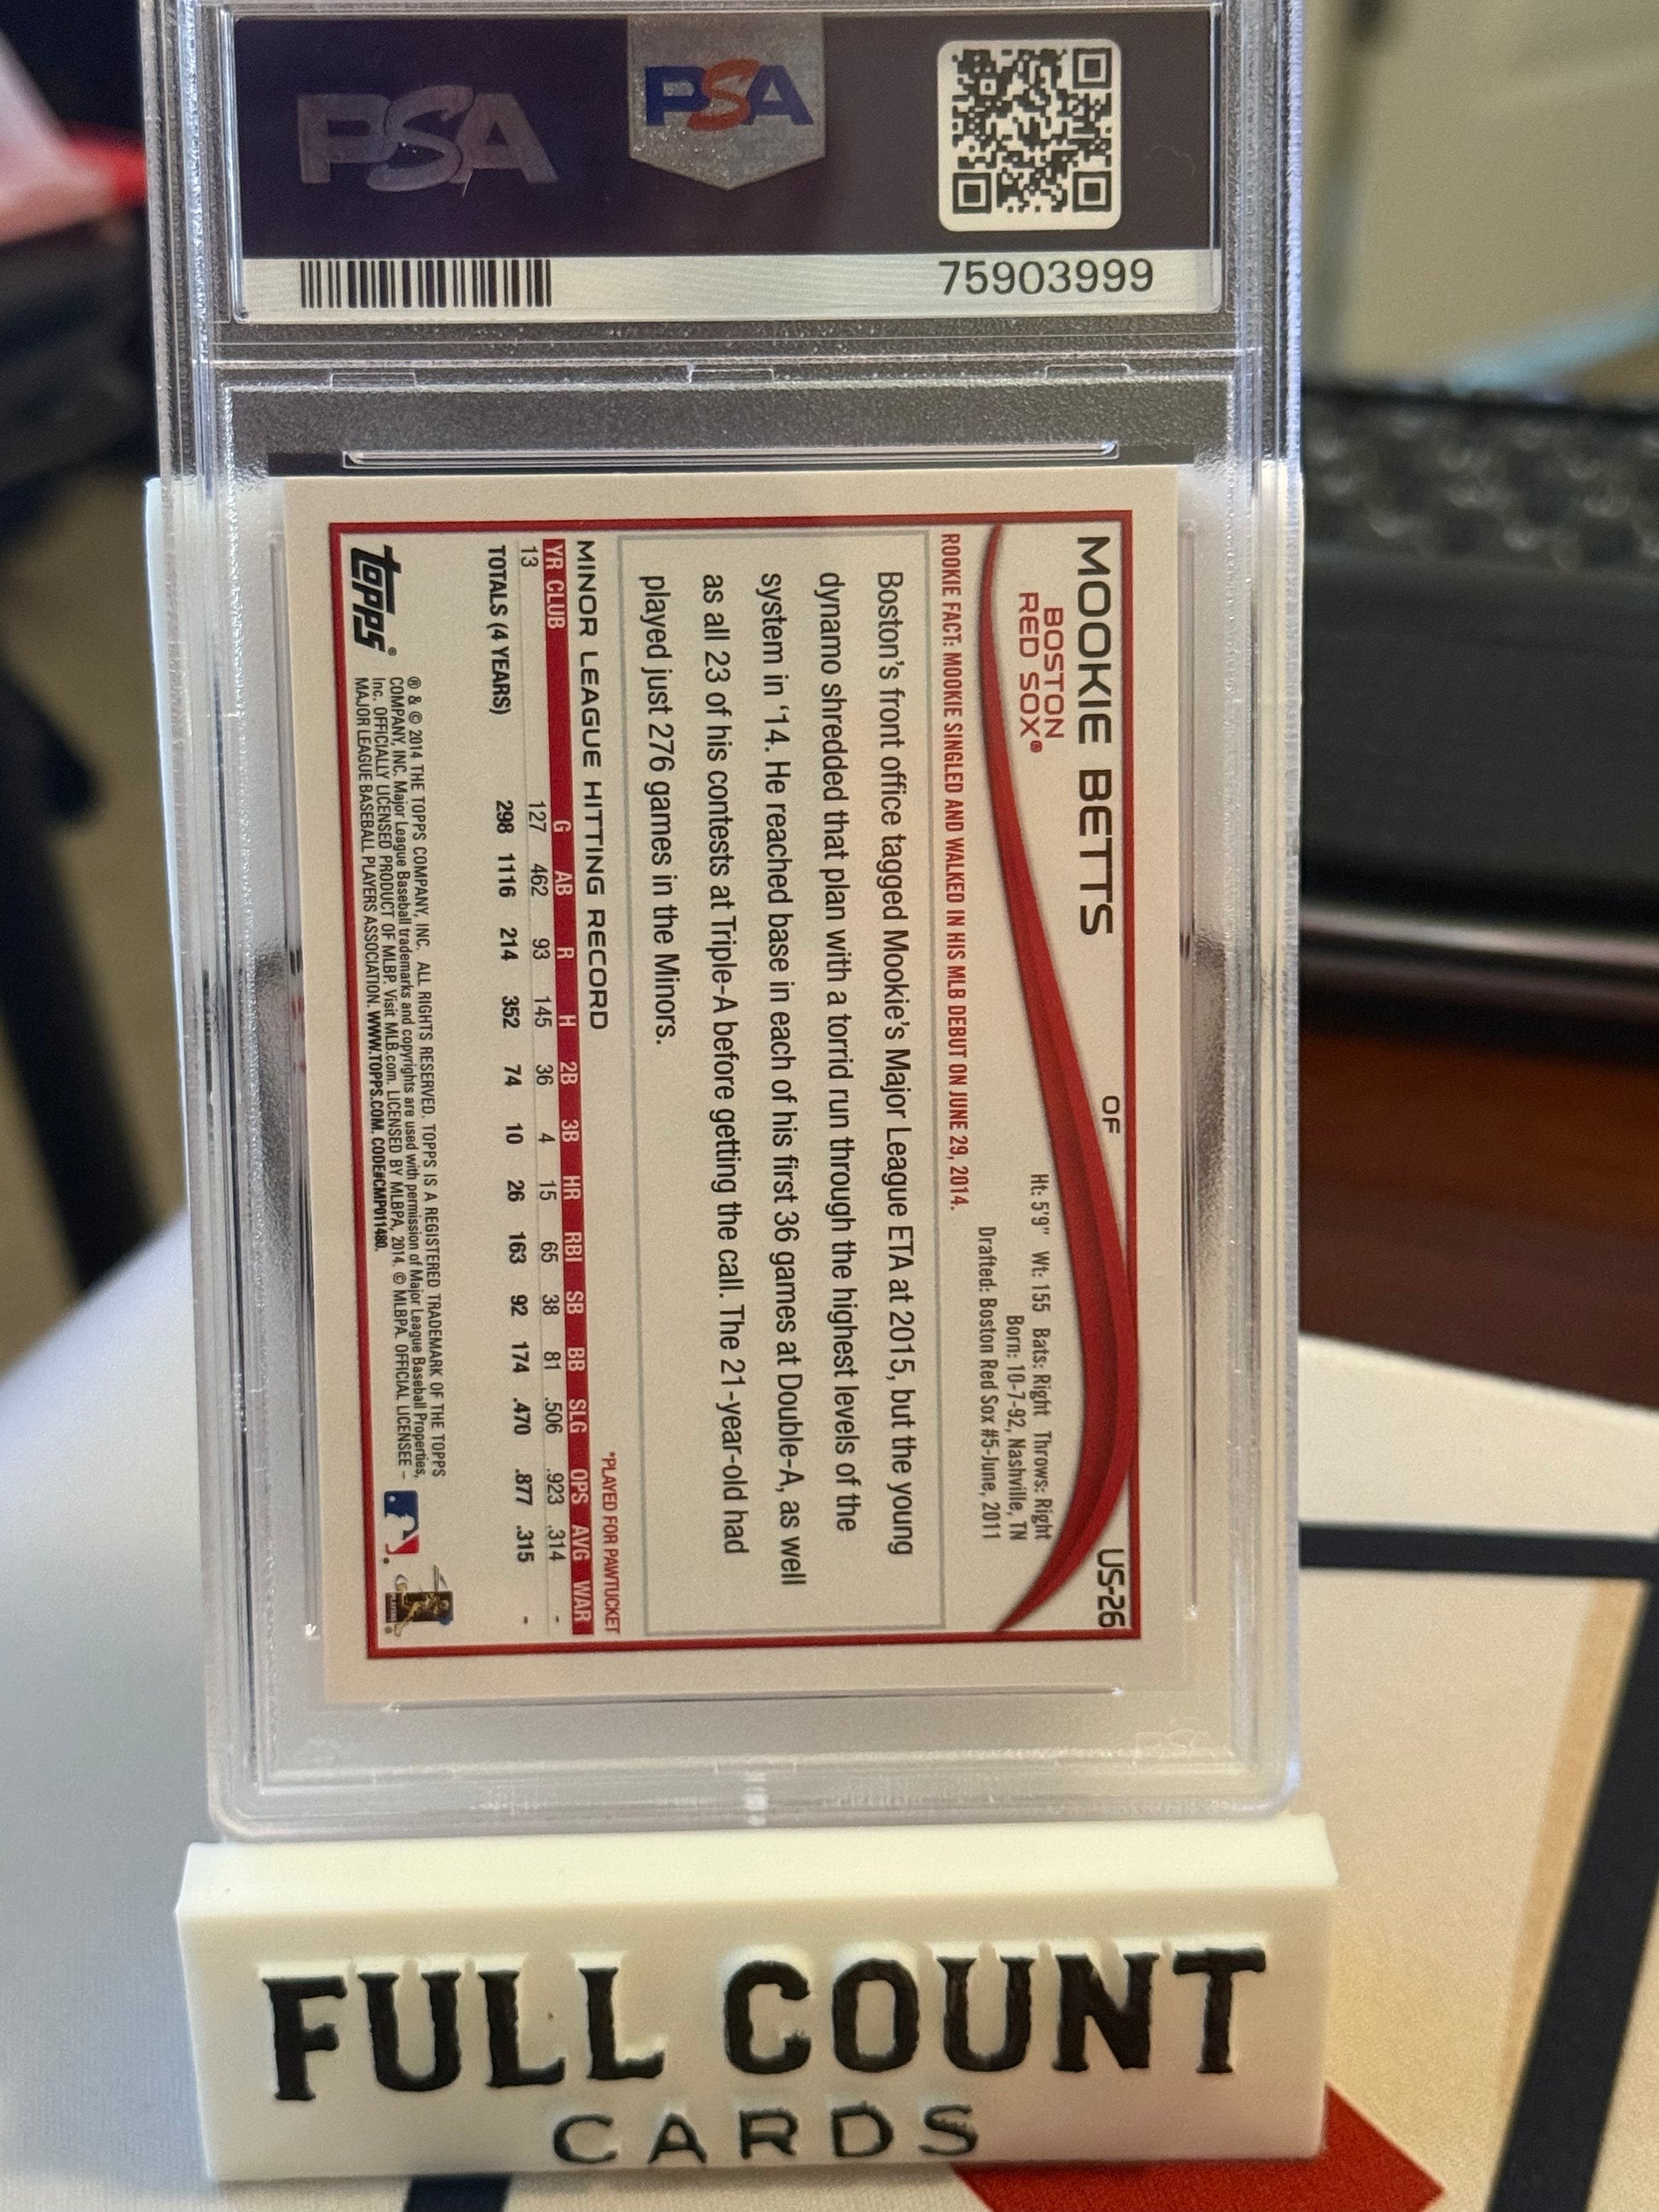 PSA
PSA
75903999
MOOKIE BETTS
OF
US-26
BOSTON
RED SOX®
Ht: 5'9" Wt: 155 Bats: Right Throws: Right
Born: 10-7-92, Nashville, TN
Drafted: Boston Red Sox #5-June, 2011
ROOKIE FACT: MOOKIE SINGLED AND WALKED IN HIS MLB DEBUT ON JUNE 29, 2014.
Boston's front office tagged Mookie's Major League ETA at 2015, but the young
dynamo shredded that plan with a torrid run through the highest levels of the
system in '14. He reached base in each of his first 36 games at Double-A, as well
as all 23 of his contests at Triple-A before getting the call. The 21-year-old had
played just 276 games in the Minors.
MINOR LEAGUE HITTING RECORD
*PLAYED FOR PAWTUCKET
YR CLUB G AB R H 2B 3B HR RBI SB BB SLG OPS AVG WAR
13 127 462 93 145 36 4 15 65 38 81 .506 .923 .314 -
TOTALS (4 YEARS) 298 1116 214 352 74 10 26 163 92 174 .470 .877 .315 -
topps®
® & © 2014 THE TOPPS COMPANY, INC. ALL RIGHTS RESERVED. TOPPS IS A REGISTERED TRADEMARK OF THE TOPPS
COMPANY, INC. Major League Baseball trademarks and copyrights are used with permission of Major League Baseball Properties,
Inc. OFFICIALLY LICENSED PRODUCT OF MLBP. Visit MLB.com. LICENSED BY MLBPA, 2014. © MLBPA. OFFICIAL LICENSEE –
MAJOR LEAGUE BASEBALL PLAYERS ASSOCIATION. WWW.TOPPS.COM. CODE#CMP011480.
FULL COUNT
CARDS